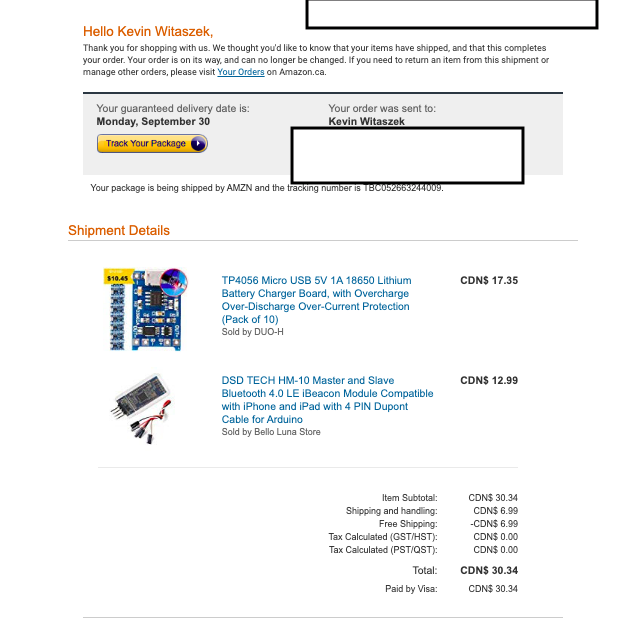 Hello Kevin Witaszek,
Thank you for shopping with us. We thought you'd like to know that your items have shipped, and that this completes
your order. Your order is on its way, and can no longer be changed. If you need to return an item from this shipment or
manage other orders, please visit Your Orders on Amazon.ca.
Your guaranteed delivery date is:
Monday, September 30
Track Your Package
Your order was sent to:
Kevin Witaszek
Your package is being shipped by AMZN and the tracking number is TBC052663244009.
Shipment Details
$10.45
TP4056 Micro USB 5V 1A 18650 Lithium
Battery Charger Board, with Overcharge
Over-Discharge Over-Current Protection
(Pack of 10)
Sold by DUO-H
CDN$ 17.35
DSD TECH HM-10 Master and Slave
Bluetooth 4.0 LE iBeacon Module Compatible
with iPhone and iPad with 4 PIN Dupont
Cable for Arduino
Sold by Bello Luna Store
CDN$ 12.99
Item Subtotal: CDN$ 30.34
Shipping and handling: CDN$ 6.99
Free Shipping: -CDN$ 6.99
Tax Calculated (GST/HST): CDN$ 0.00
Tax Calculated (PST/QST): CDN$ 0.00
Total: CDN$ 30.34
Paid by Visa: CDN$ 30.34